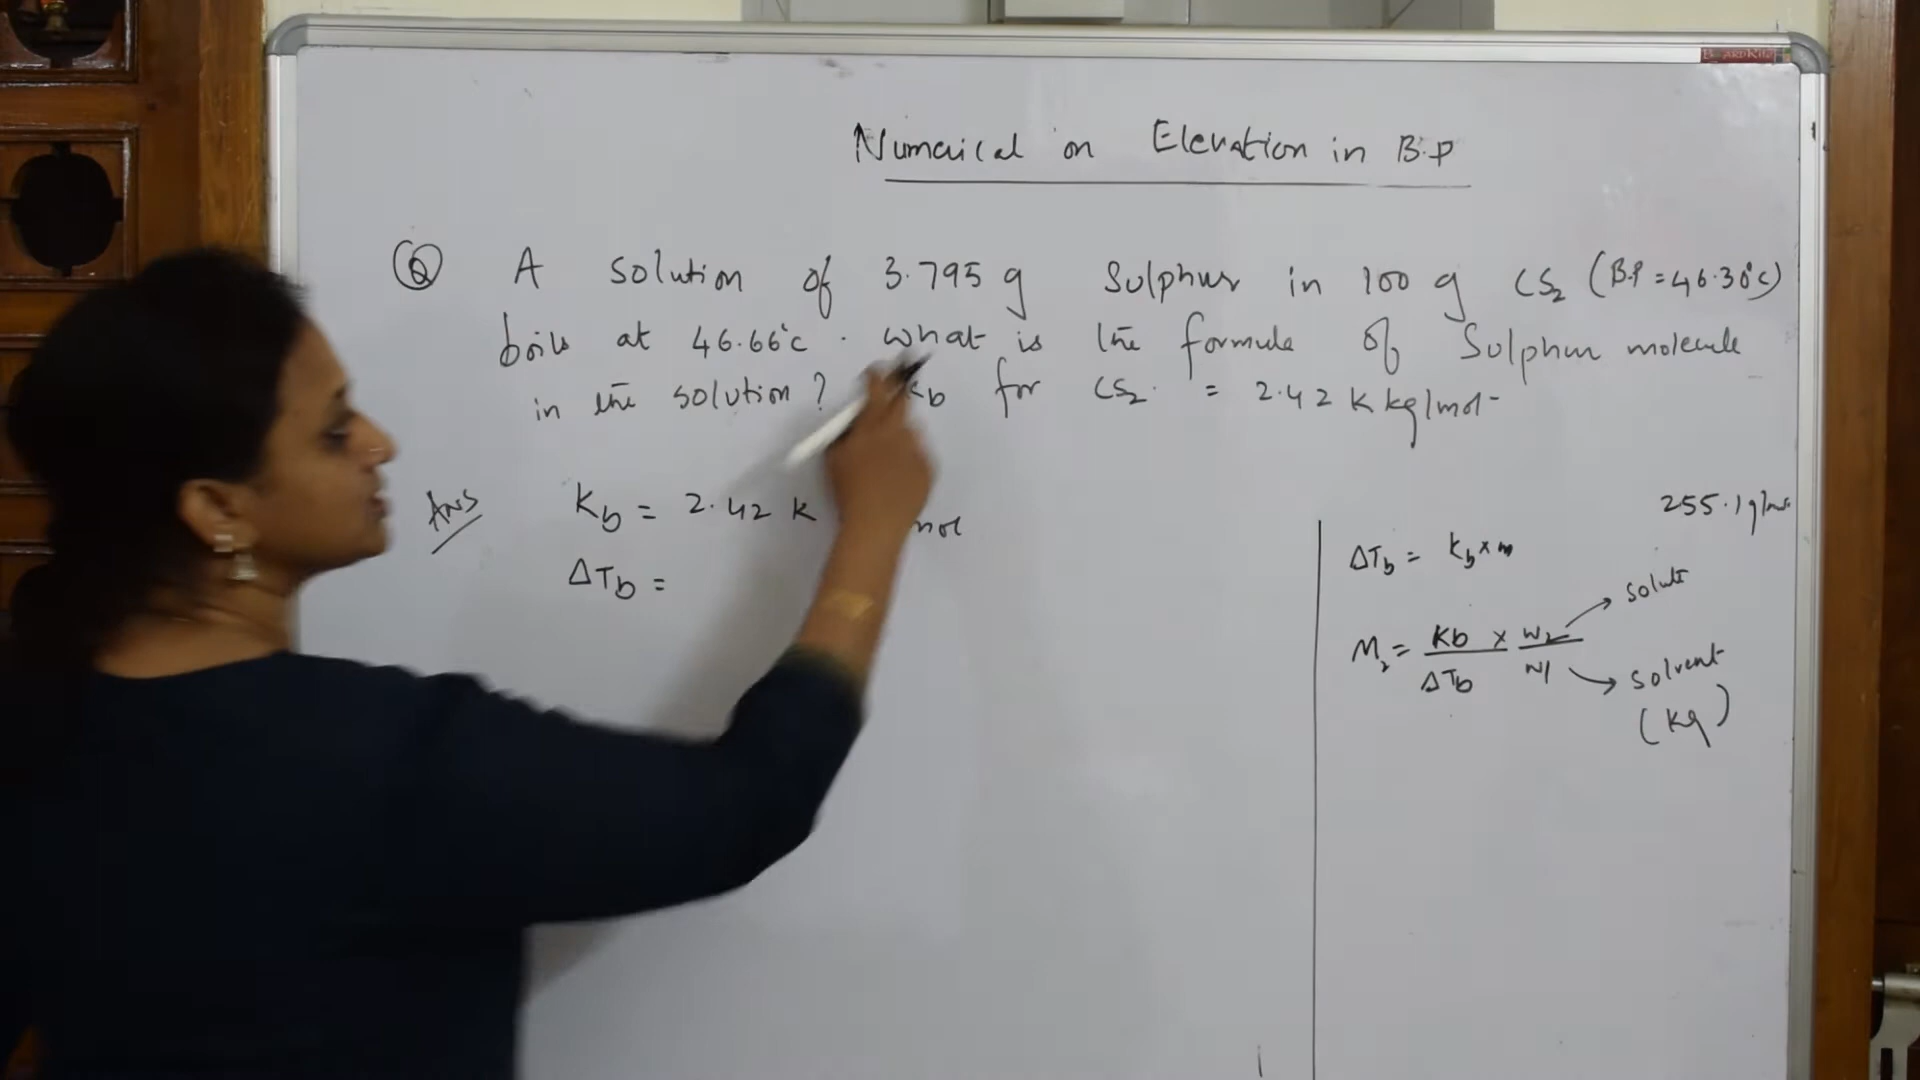 Numerical on Elevation in B.P
Q A solution of 3.795 g Sulphur in 100 g CS2 (B.P = 46.30°C)
boils at 46.66°C. What is the formula of Sulphur molecule
in the solution? Kb for CS2 = 2.42 K kg/mol
Ans Kb = 2.42 K mol
ΔTb =
255.1 g/mol
ΔTb = Kb × m
M2 = Kb/ΔTb × W2/W1
solute
solvent
(kg)